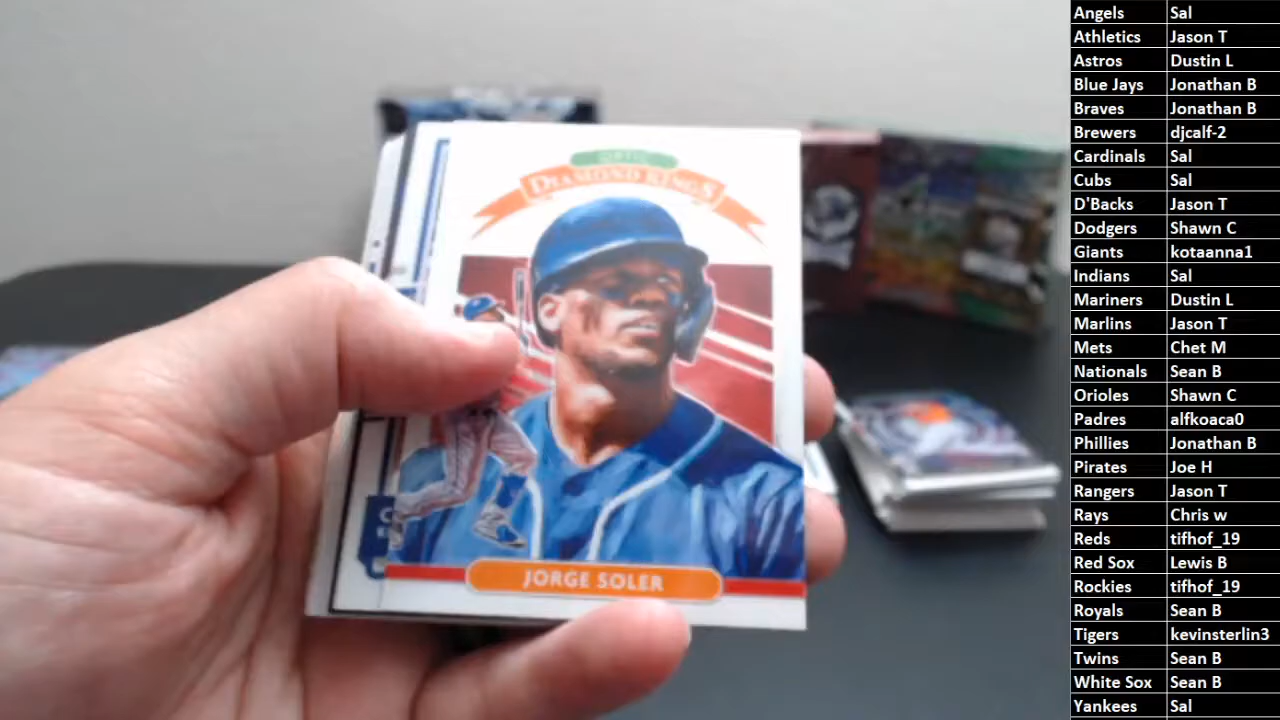 OPTIC
DIAMOND KINGS
JORGE SOLER
Angels Sal
Athletics Jason T
Astros Dustin L
Blue Jays Jonathan B
Braves Jonathan B
Brewers djcalf-2
Cardinals Sal
Cubs Sal
D'Backs Jason T
Dodgers Shawn C
Giants kotaanna1
Indians Sal
Mariners Dustin L
Marlins Jason T
Mets Chet M
Nationals Sean B
Orioles Shawn C
Padres alfkoaca0
Phillies Jonathan B
Pirates Joe H
Rangers Jason T
Rays Chris w
Reds tifhof_19
Red Sox Lewis B
Rockies tifhof_19
Royals Sean B
Tigers kevinsterlin3
Twins Sean B
White Sox Sean B
Yankees Sal